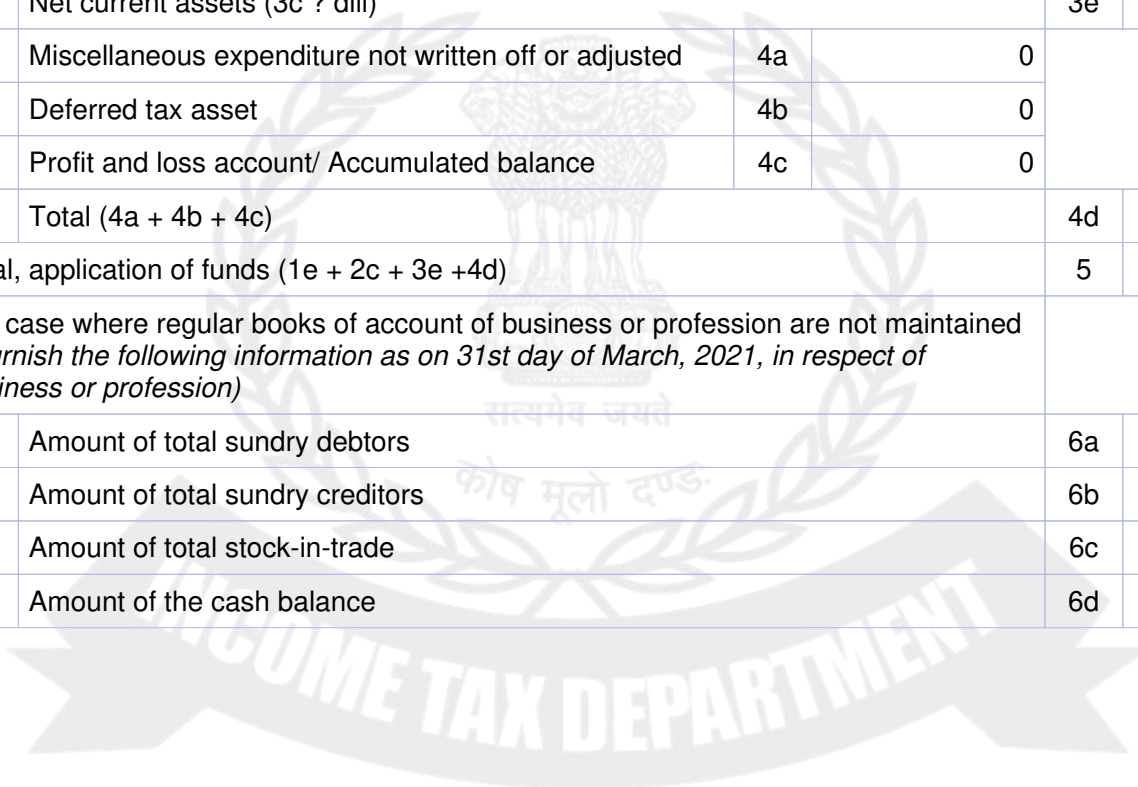 Net current assets (3c ? diii) 3e
Miscellaneous expenditure not written off or adjusted 4a 0
Deferred tax asset 4b 0
Profit and loss account/ Accumulated balance 4c 0
Total (4a + 4b + 4c) 4d
al, application of funds (1e + 2c + 3e +4d) 5
case where regular books of account of business or profession are not maintained
urnish the following information as on 31st day of March, 2021, in respect of
iness or profession)
सत्यमेव जयते
Amount of total sundry debtors 6a
कोष मूलो दण्डः
Amount of total sundry creditors 6b
Amount of total stock-in-trade 6c
Amount of the cash balance 6d
INCOME TAX DEPARTMENT